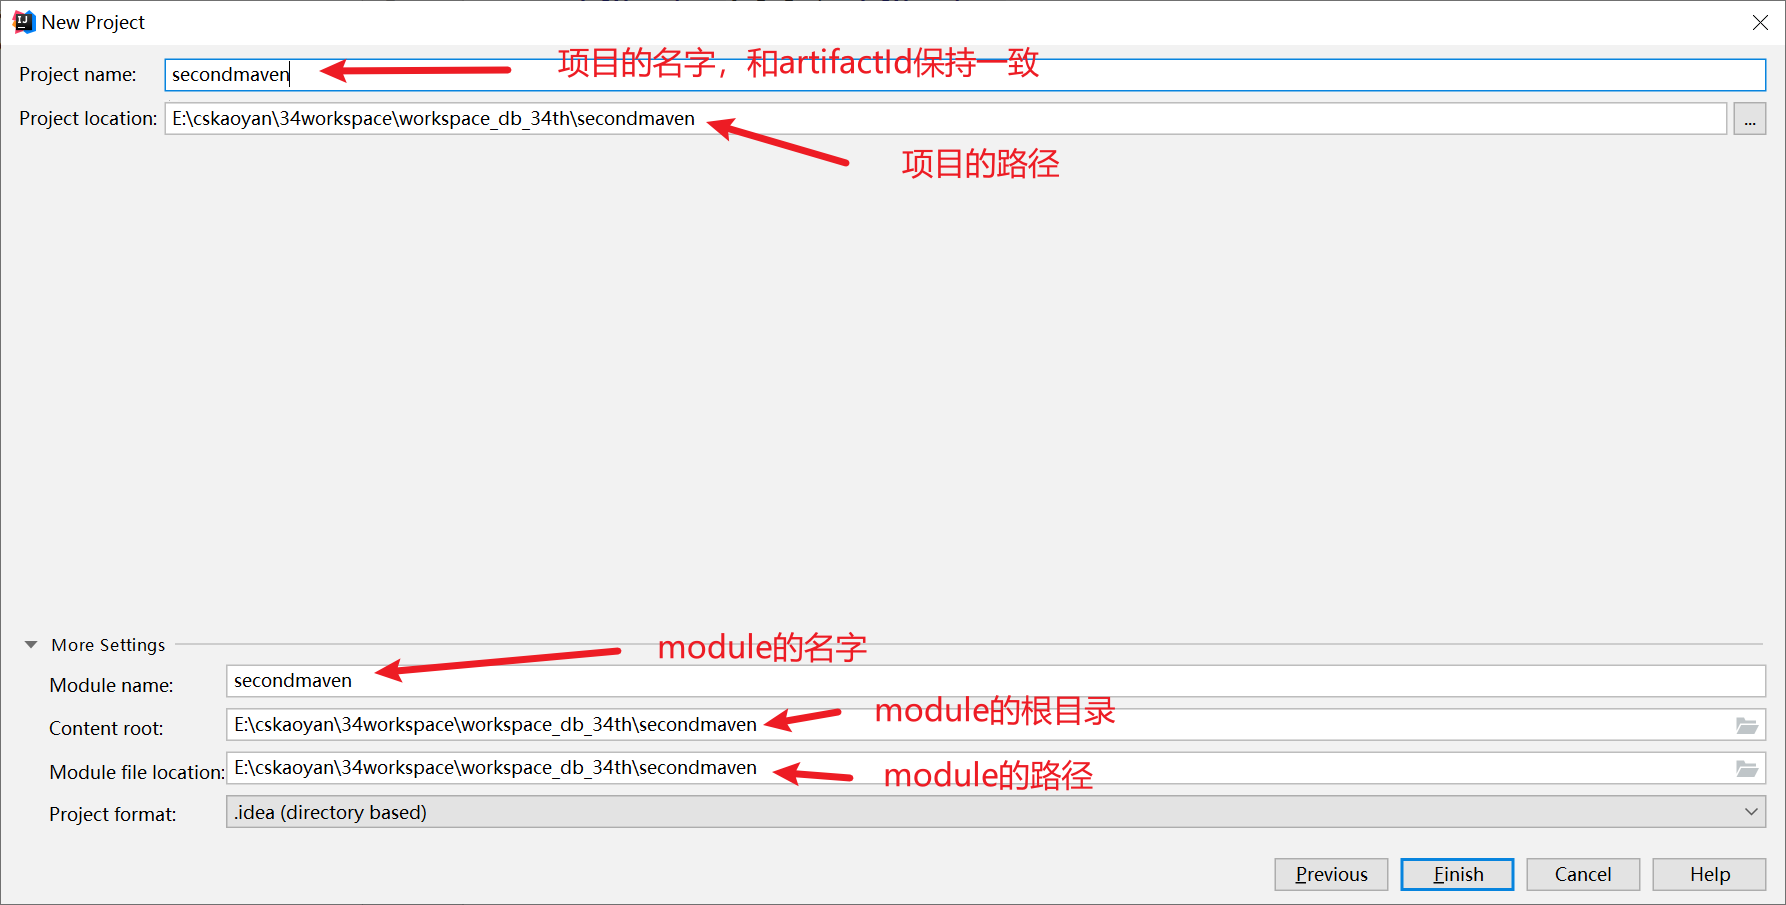 New Project
Project name: secondmaven
项目的名字，和artifactId保持一致
Project location: E:\cskaoyan\34workspace\workspace_db_34th\secondmaven ...
项目的路径
More Settings
module的名字
Module name: secondmaven
module的根目录
Content root: E:\cskaoyan\34workspace\workspace_db_34th\secondmaven
Module file location: E:\cskaoyan\34workspace\workspace_db_34th\secondmaven
module的路径
Project format: .idea (directory based)
Previous Finish Cancel Help